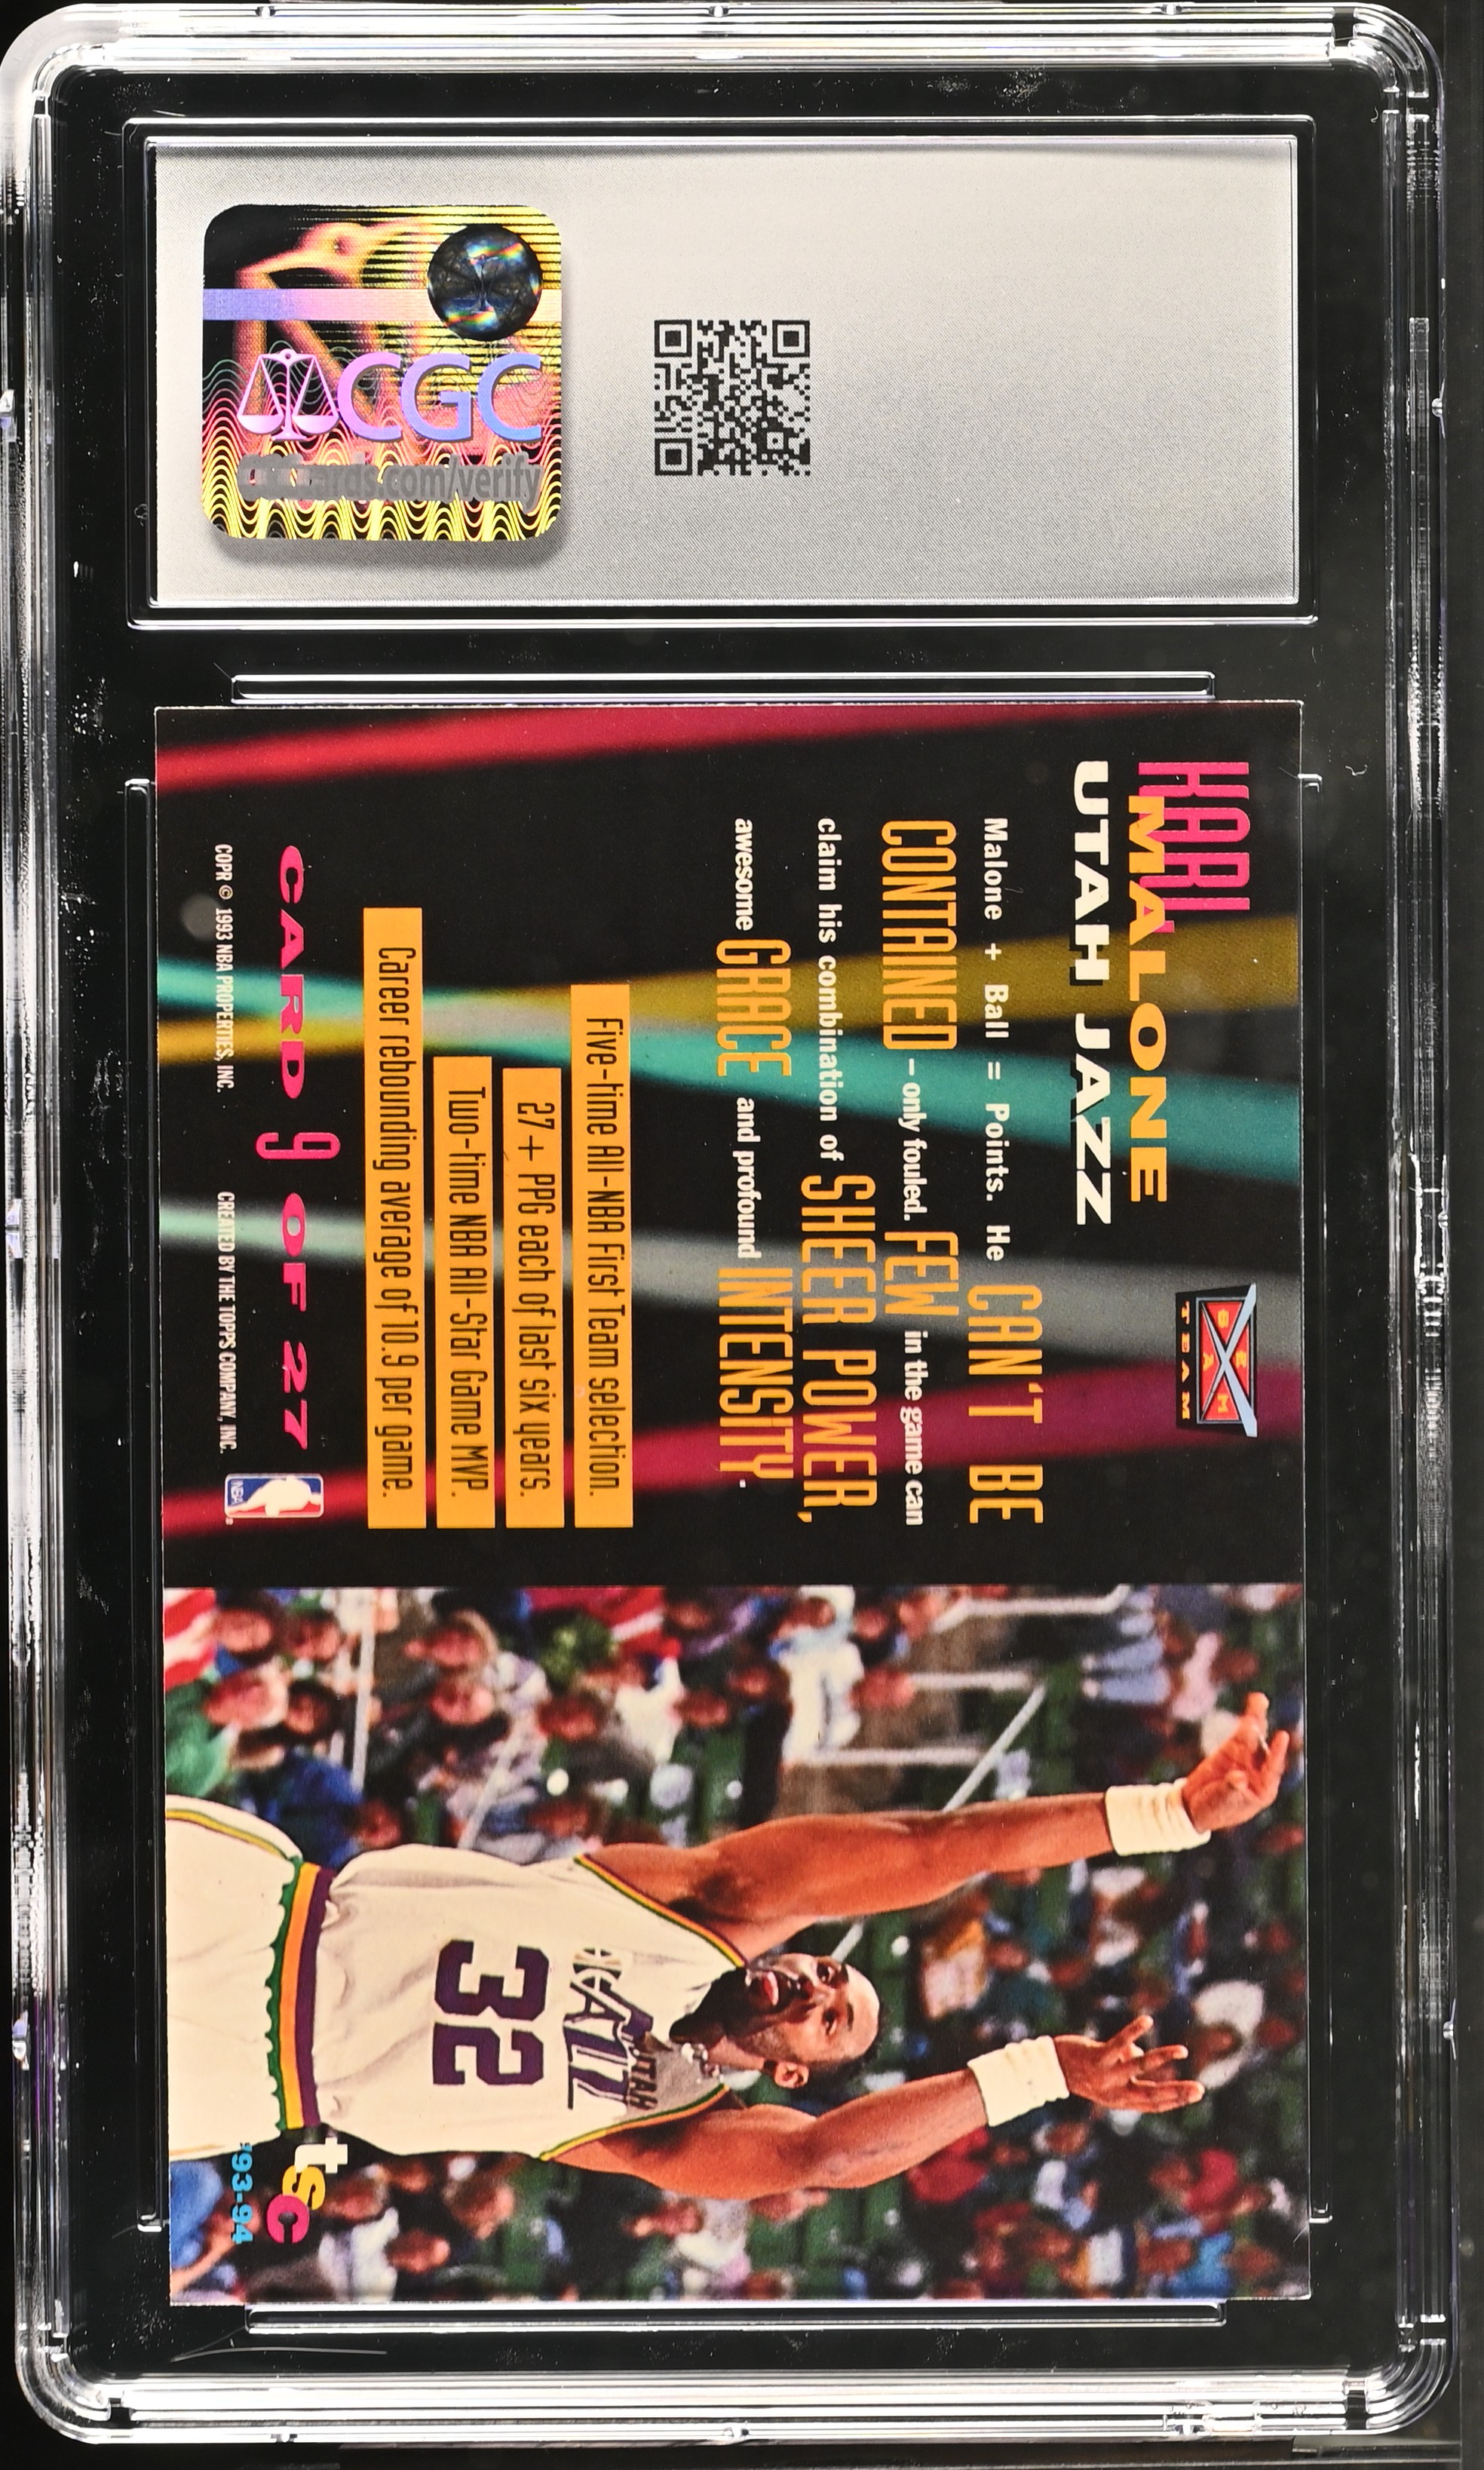 CGC
CGCcards.com/verify
KARL
MALONE
UTAH JAZZ
BEAM
TEAM
Malone + Ball = Points. He CAN'T BE
CONTAINED – only fouled. FEW in the game can
claim his combination of SHEER POWER,
awesome GRACE and profound INTENSITY.
Five-time All-NBA First Team selection.
27+ PPG each of last six years.
Two-time NBA All-Star Game MVP.
Career rebounding average of 10.9 per game.
CARD 9 OF 27
NBA
COPR © 1993 NBA PROPERTIES, INC. CREATED BY THE TOPPS COMPANY, INC.
UTAH
JAZZ
32
tsc
'93-94